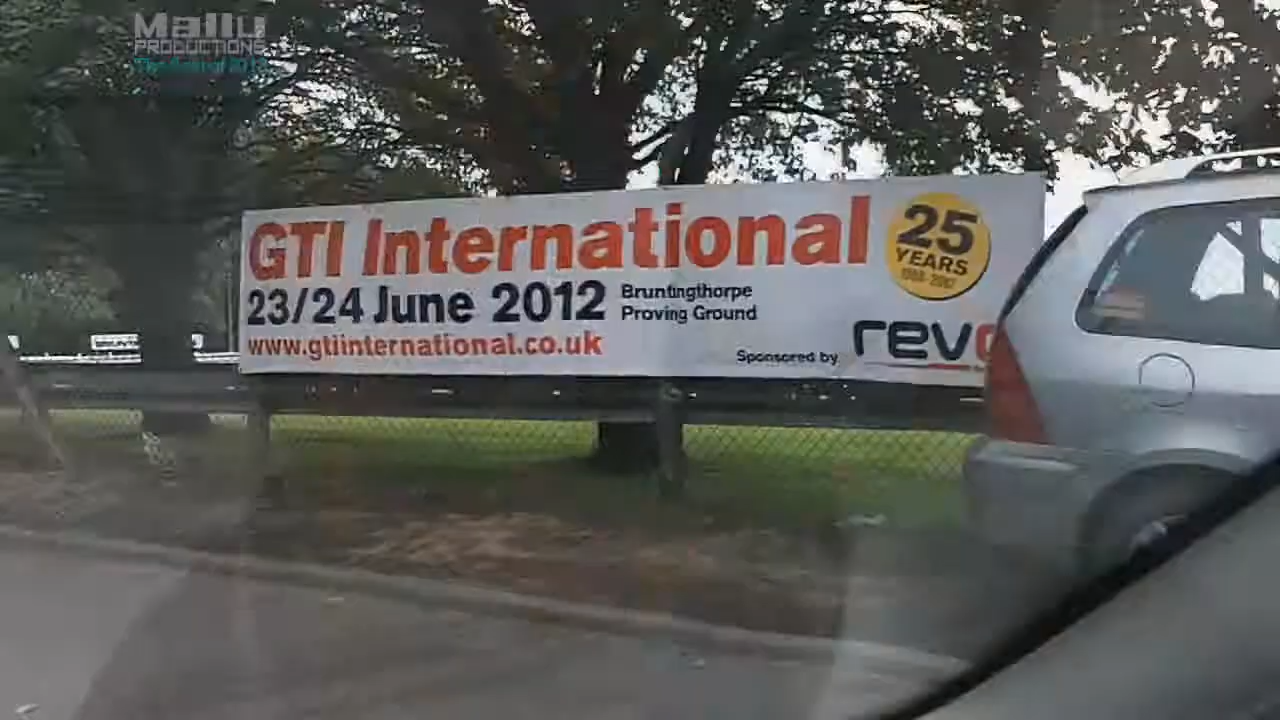 Mallu
PRODUCTIONS
GTI International
23/24 June 2012
Bruntingthorpe
Proving Ground
www.gtiinternational.co.uk
Sponsored by
25
YEARS